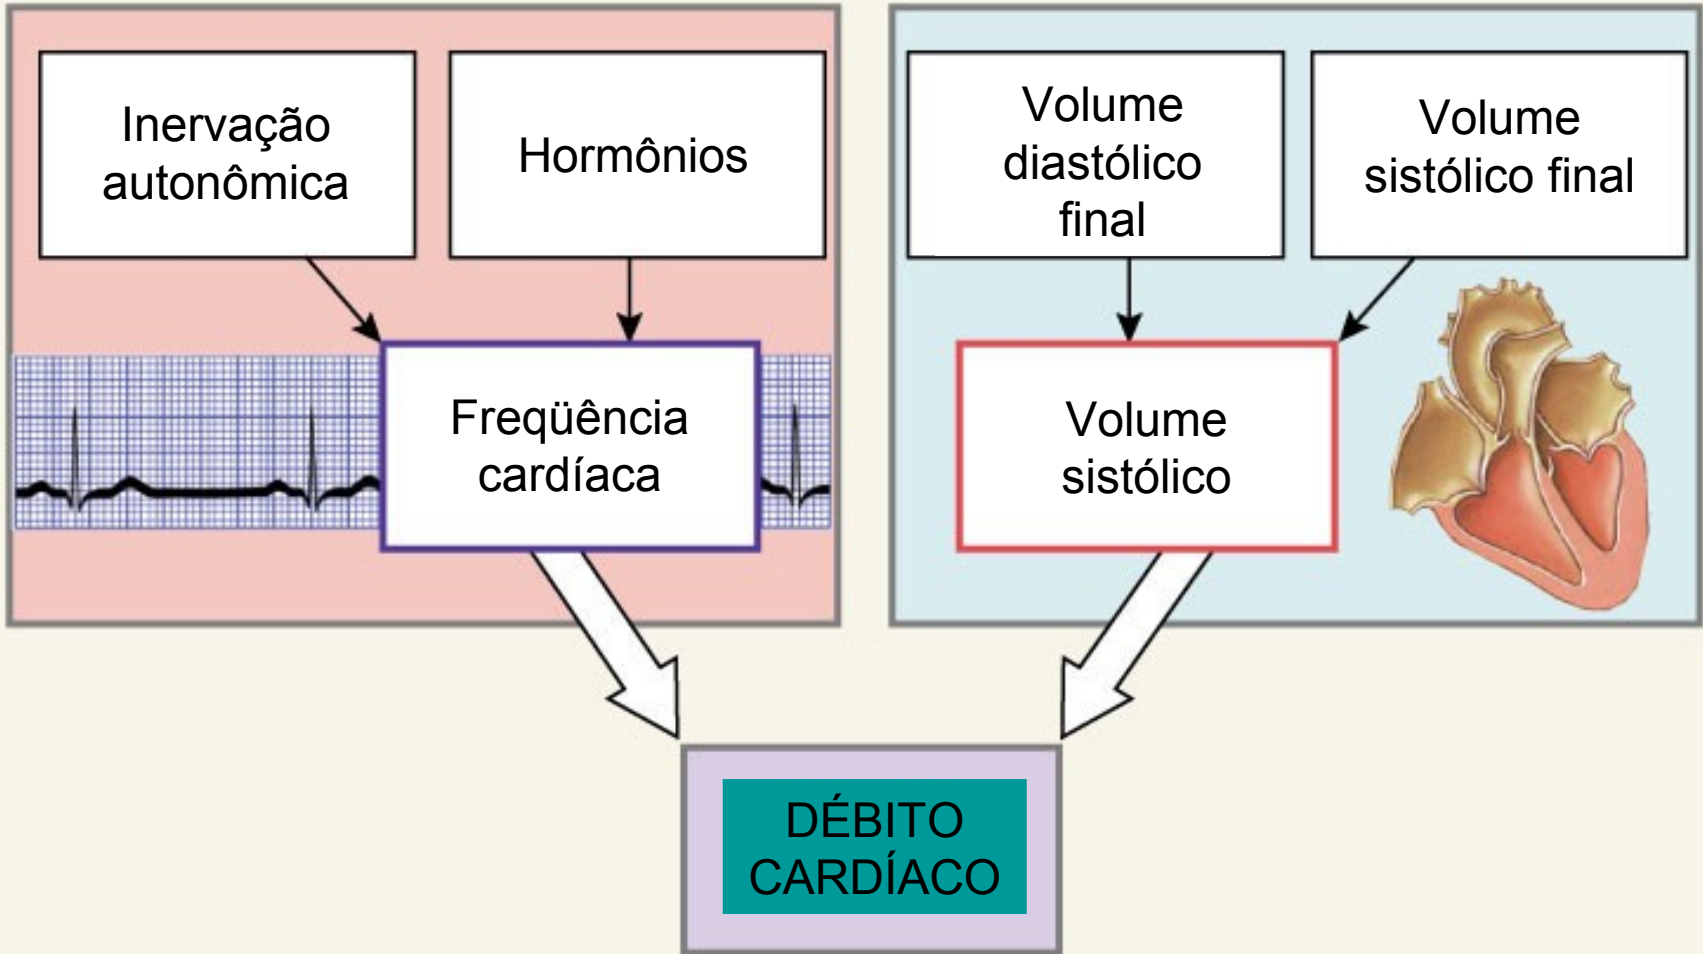 Inervação
autonômica
Hormônios
Volume
diastólico
final
Volume
sistólico final
Freqüência
cardíaca
Volume
sistólico
DÉBITO
CARDÍACO